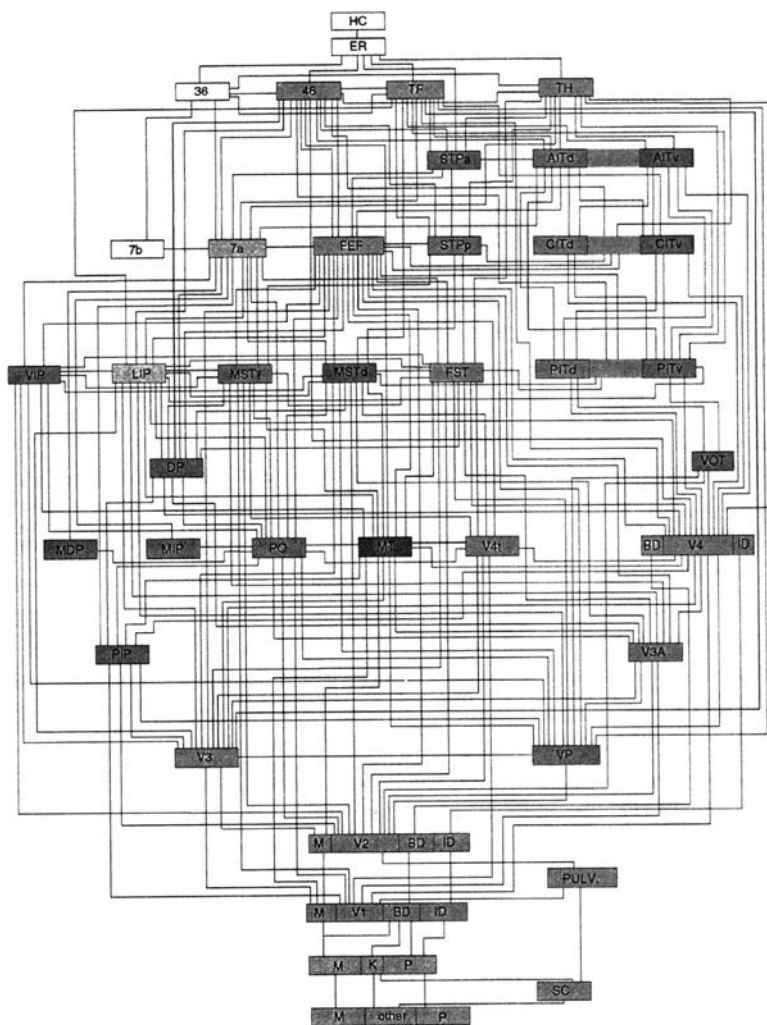 HC
ER
36 46 TF TH
STPa AITd AITv
7b 7a FEF STPp CITd CITv
VIP LIP MSTl MSTd FST PITd PITv
DP VOT
MDP MIP PO MT V4t BD V4 ID
PIP V3A
V3 VP
M V2 BD ID
PULV.
M V1 BD ID
M K P
SC
M other P